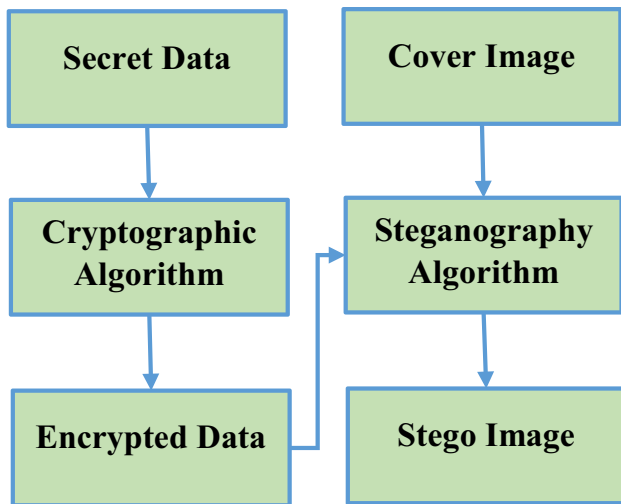 Secret Data
Cryptographic
Algorithm
Encrypted Data
Cover Image
Steganography
Algorithm
Stego Image